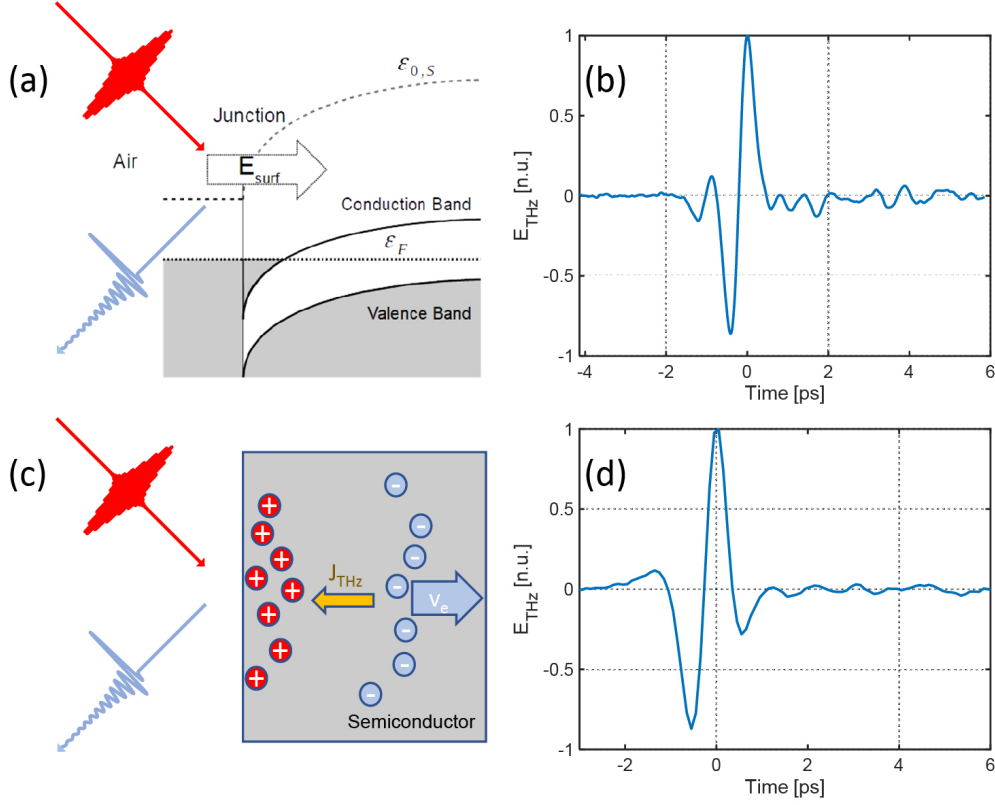 (a)
ε0,S
Junction
Air
Esurf
Conduction Band
εF
Valence Band
(b)
1
0.5
0
-0.5
-1
ETHz [n.u.]
-4
-2
0
2
4
6
Time [ps]
(c)
+
+
+
+
+
+
+
+
-
-
-
-
-
-
-
JTHz
ve
Semiconductor
(d)
1
0.5
0
-0.5
-1
ETHz [n.u.]
-2
0
2
4
6
Time [ps]